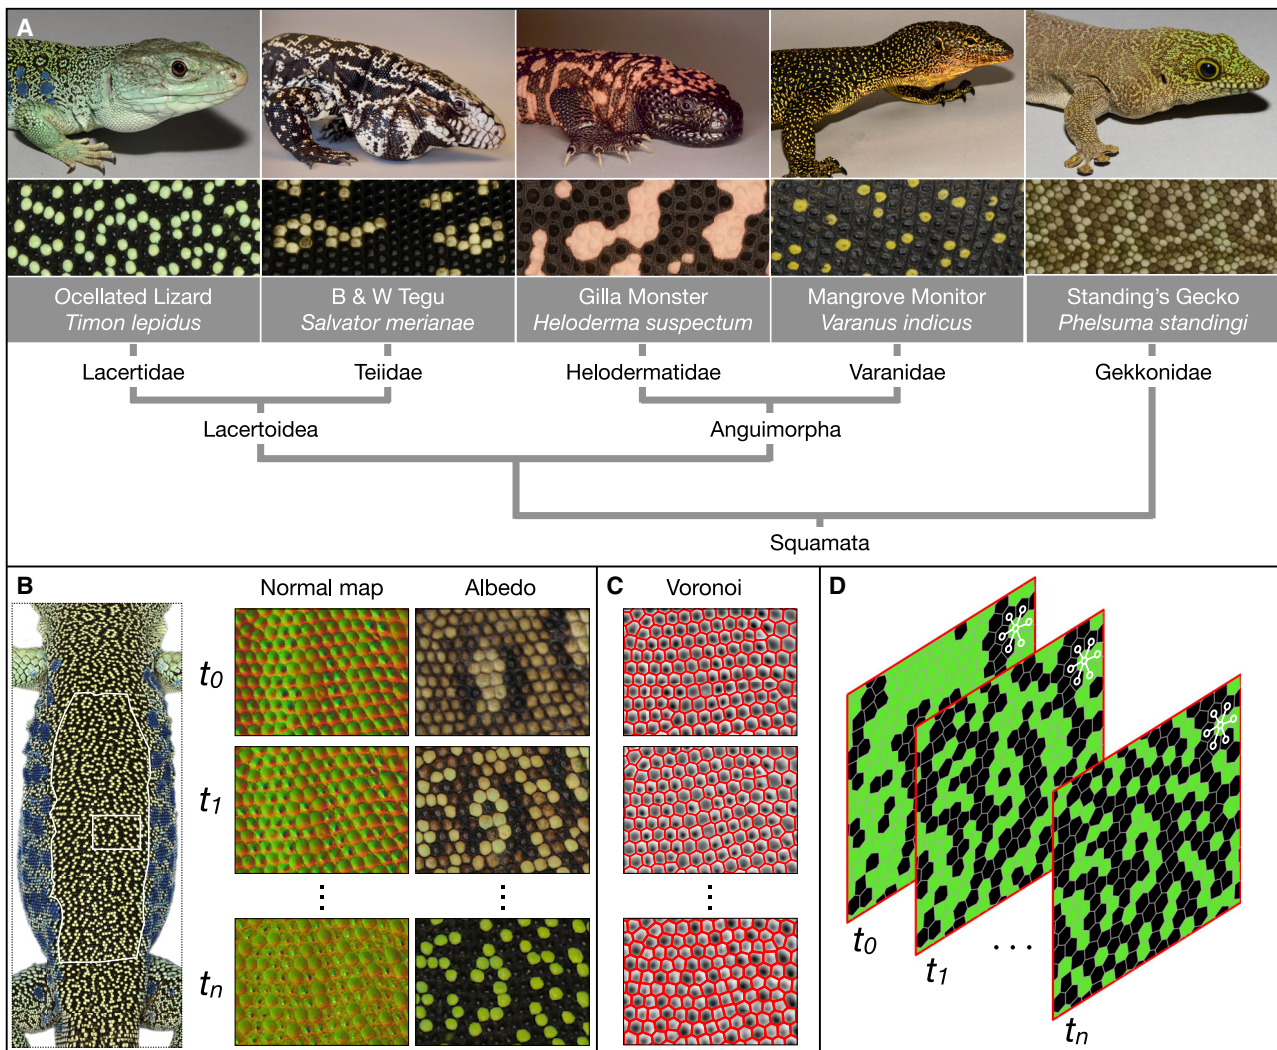 A
Ocellated Lizard
Timon lepidus
B & W Tegu
Salvator merianae
Gilla Monster
Heloderma suspectum
Mangrove Monitor
Varanus indicus
Standing's Gecko
Phelsuma standingi
Lacertidae
Teiidae
Helodermatidae
Varanidae
Gekkonidae
Lacertoidea
Anguimorpha
Squamata
B
Normal map
Albedo
t0
t1
⋮
⋮
tn
C
Voronoi
⋮
D
t0
t1
...
tn